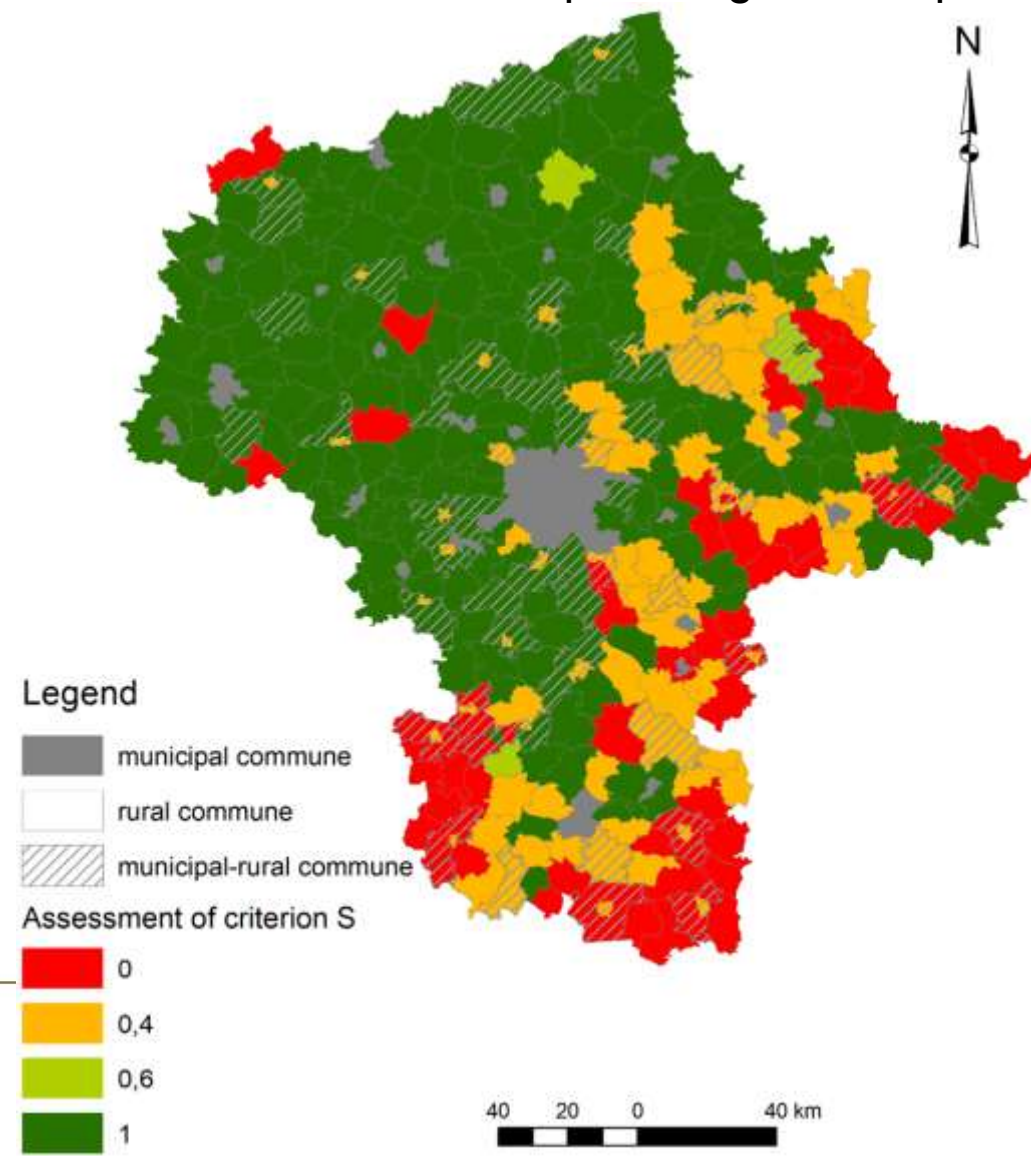 N
Legend
municipal commune
rural commune
municipal-rural commune
Assessment of criterion S
0
0,4
0,6
1
40 20 0 40 km